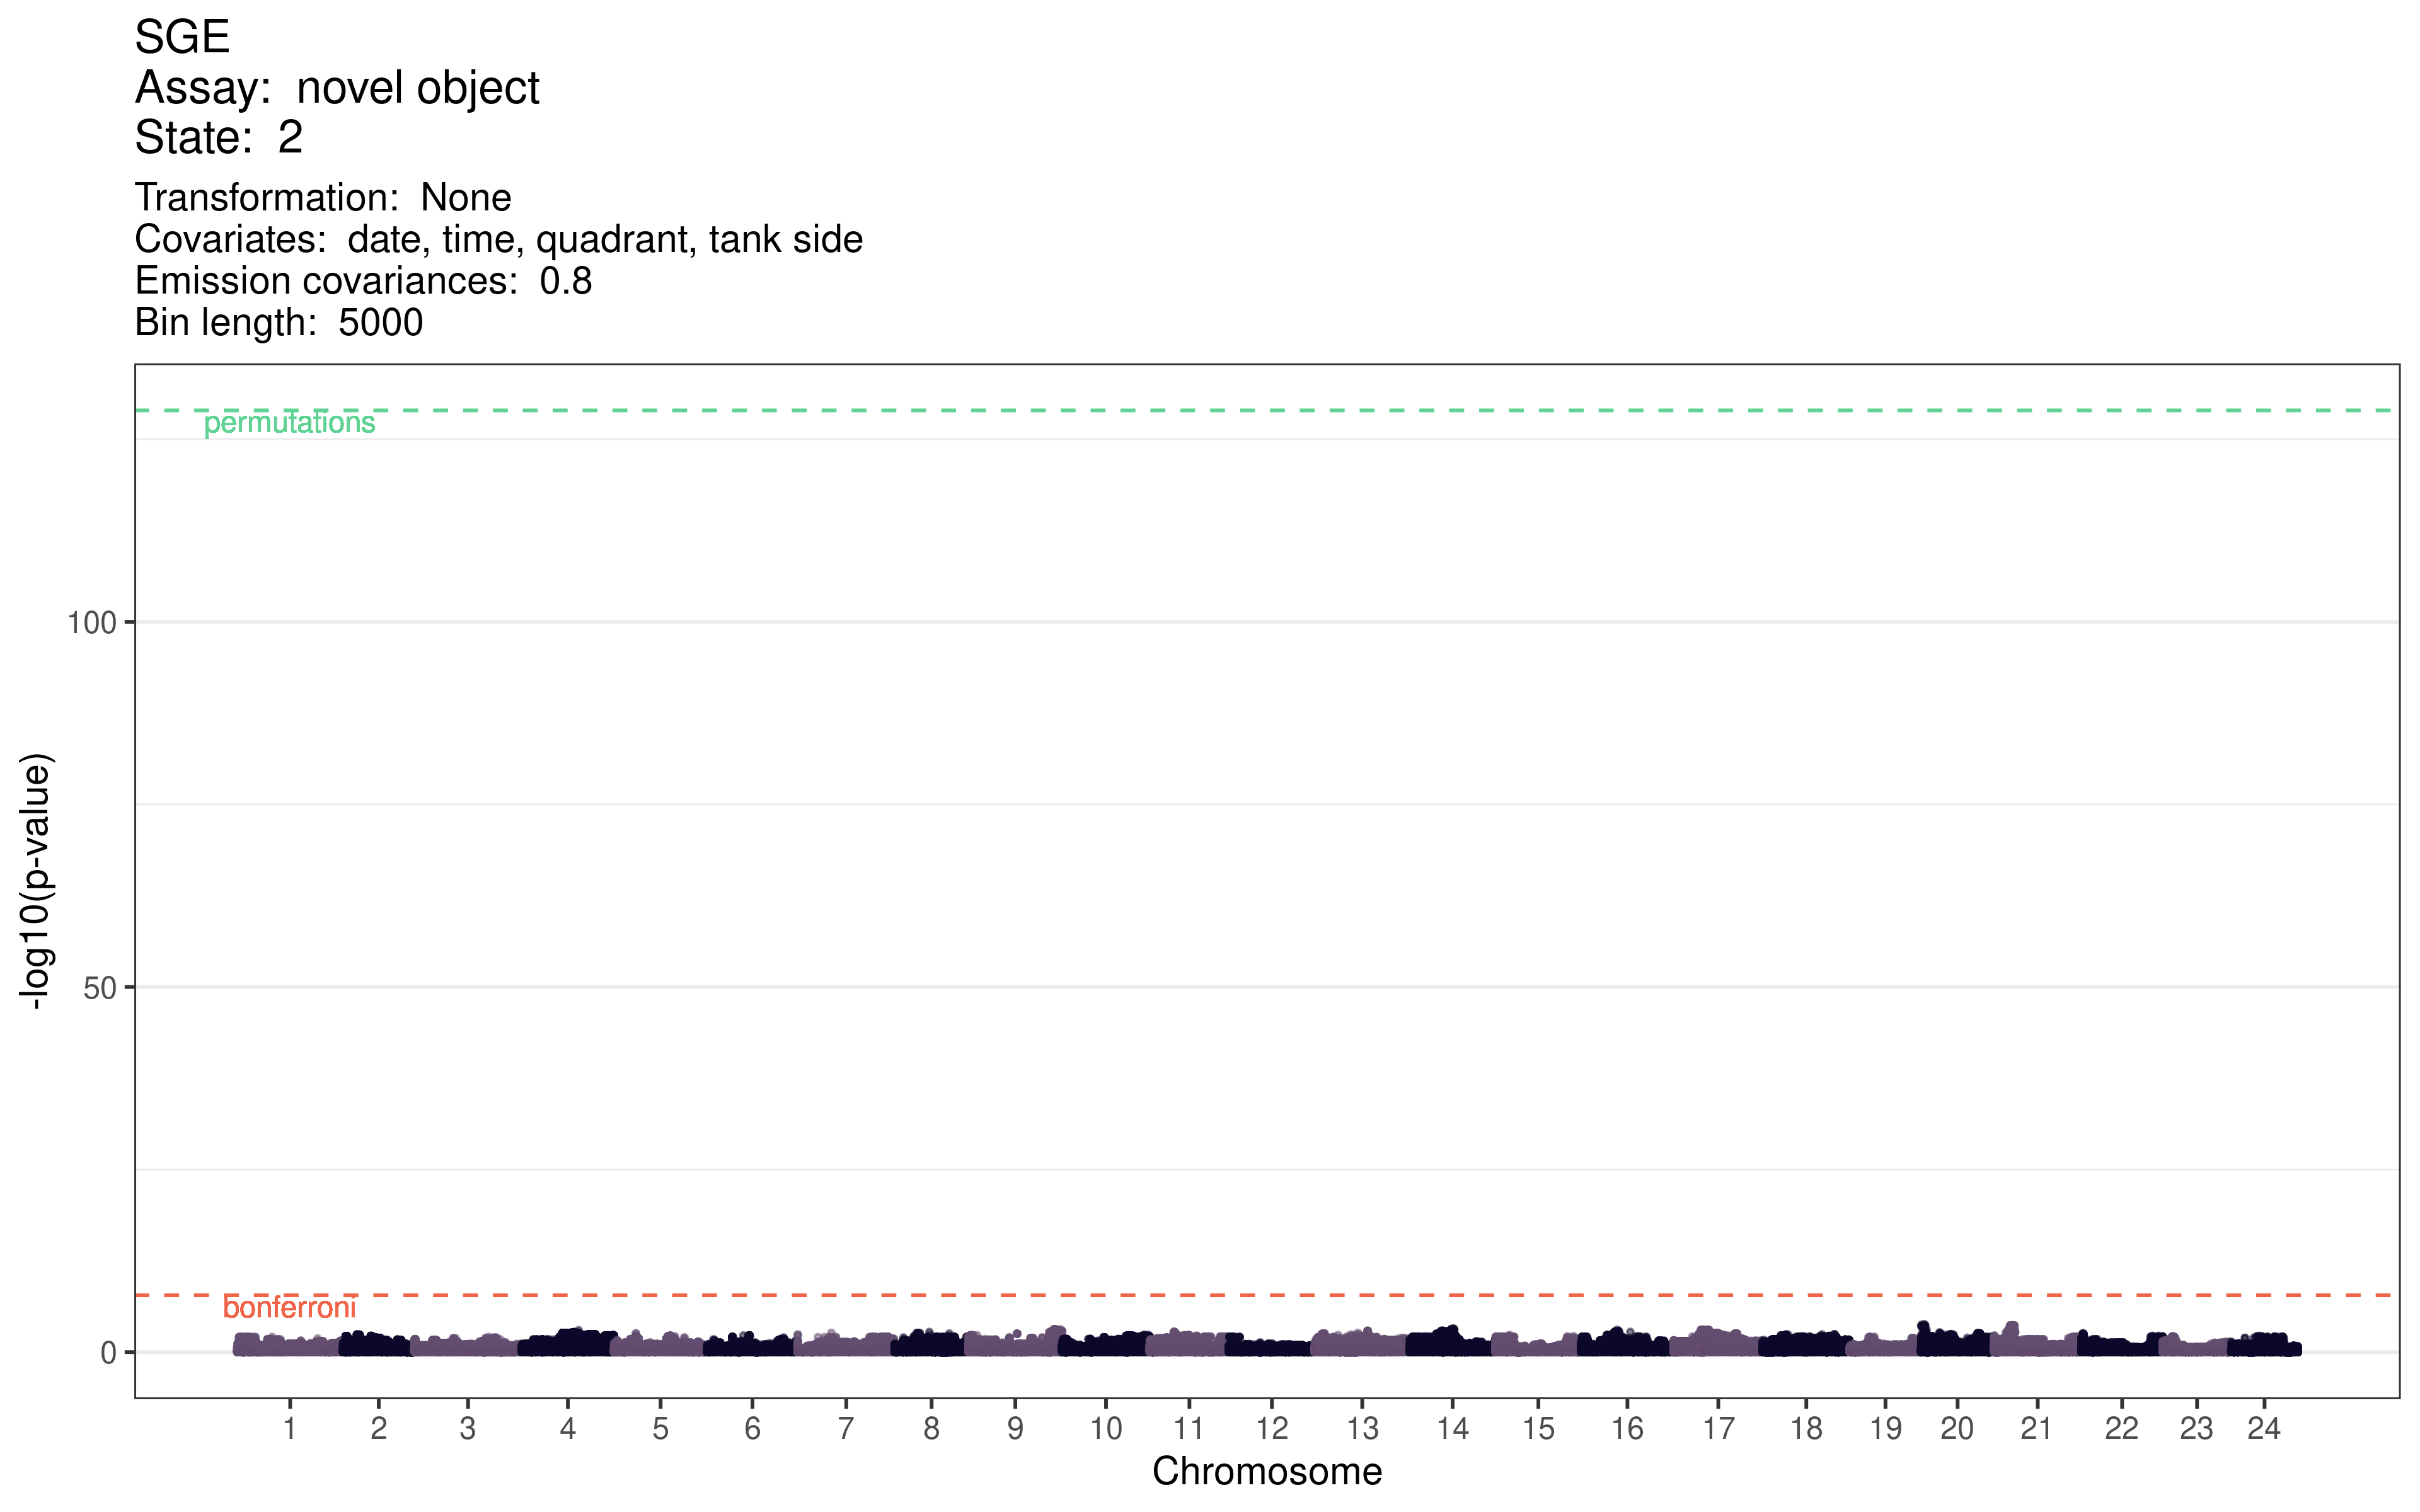 SGE
Assay:  novel object
State:  2
Transformation:  None
Covariates:  date, time, quadrant, tank side
Emission covariances:  0.8
Bin length:  5000
permutations
100
-log10(p-value)
50
bonferroni
0
1 2 3 4 5 6 7 8 9 10 11 12 13 14 15 16 17 18 19 20 21 22 23 24
Chromosome